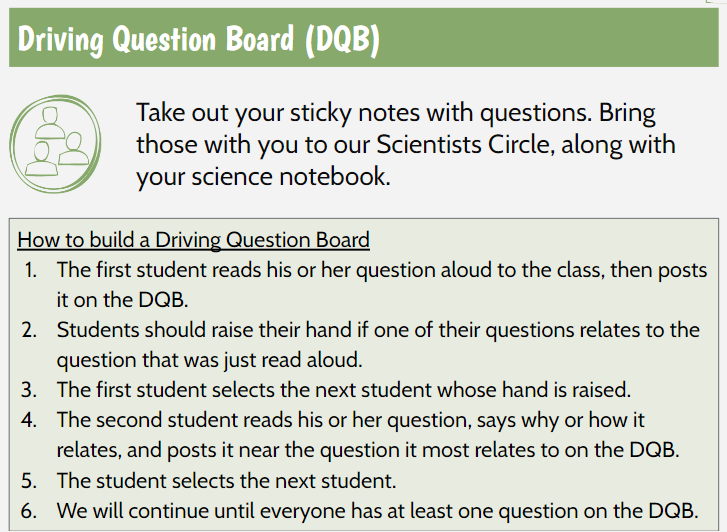 Driving Question Board (DQB)
Take out your sticky notes with questions. Bring
those with you to our Scientists Circle, along with
your science notebook.
How to build a Driving Question Board
1. The first student reads his or her question aloud to the class, then posts
it on the DQB.
2. Students should raise their hand if one of their questions relates to the
question that was just read aloud.
3. The first student selects the next student whose hand is raised.
4. The second student reads his or her question, says why or how it
relates, and posts it near the question it most relates to on the DQB.
5. The student selects the next student.
6. We will continue until everyone has at least one question on the DQB.